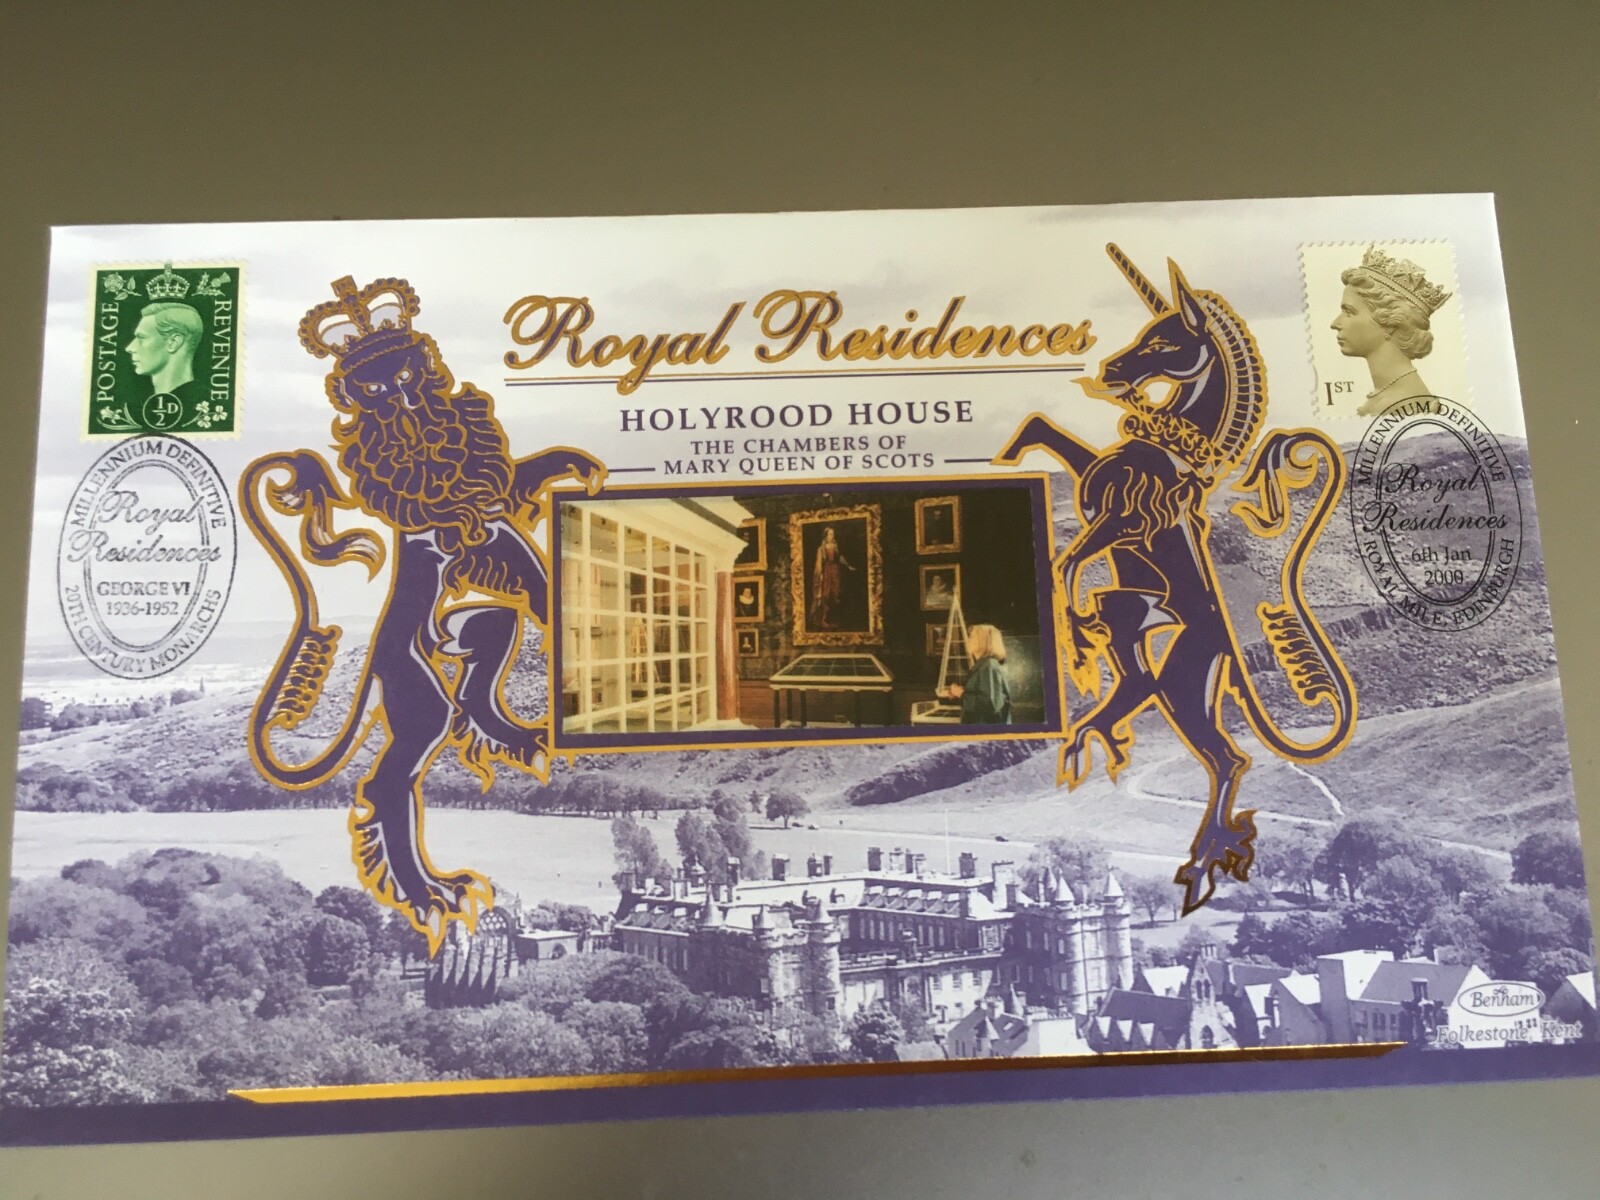 POSTAGE
REVENUE
½D
Royal Residences
HOLYROOD HOUSE
THE CHAMBERS OF
MARY QUEEN OF SCOTS
1ST
MILLENNIUM DEFINITIVE
Royal
Residences
GEORGE VI
1936-1952
20TH CENTURY MONARCHS
MILLENNIUM DEFINITIVE
Royal
Residences
6th Jan
2000
ROYAL MILE, EDINBURGH
Benham
Folkestone, Kent